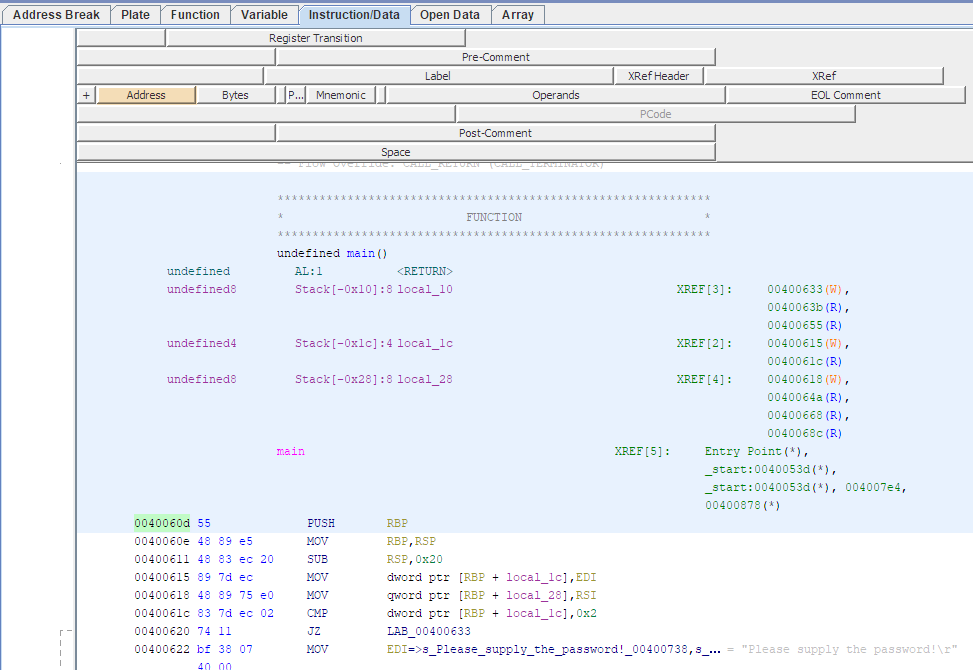 Address Break Plate Function Variable Instruction/Data Open Data Array
Register Transition
Pre-Comment
Label XRef Header XRef
+ Address Bytes P... Mnemonic Operands EOL Comment
PCode
Post-Comment
Space
-- Flow Override: CALL_RETURN (CALL_TERMINATOR)
**************************************************************
* FUNCTION *
**************************************************************
undefined main()
undefined AL:1 <RETURN>
undefined8 Stack[-0x10]:8 local_10 XREF[3]: 00400633(W),
0040063b(R),
00400655(R)
undefined4 Stack[-0x1c]:4 local_1c XREF[2]: 00400615(W),
0040061c(R)
undefined8 Stack[-0x28]:8 local_28 XREF[4]: 00400618(W),
0040064a(R),
00400668(R),
0040068c(R)
main XREF[5]: Entry Point(*),
_start:0040053d(*),
_start:0040053d(*), 004007e4,
00400878(*)
0040060d 55 PUSH RBP
0040060e 48 89 e5 MOV RBP,RSP
00400611 48 83 ec 20 SUB RSP,0x20
00400615 89 7d ec MOV dword ptr [RBP + local_1c],EDI
00400618 48 89 75 e0 MOV qword ptr [RBP + local_28],RSI
0040061c 83 7d ec 02 CMP dword ptr [RBP + local_1c],0x2
00400620 74 11 JZ LAB_00400633
00400622 bf 38 07 MOV EDI=>s_Please_supply_the_password!_00400738,s_... = "Please supply the password!\r"
40 00